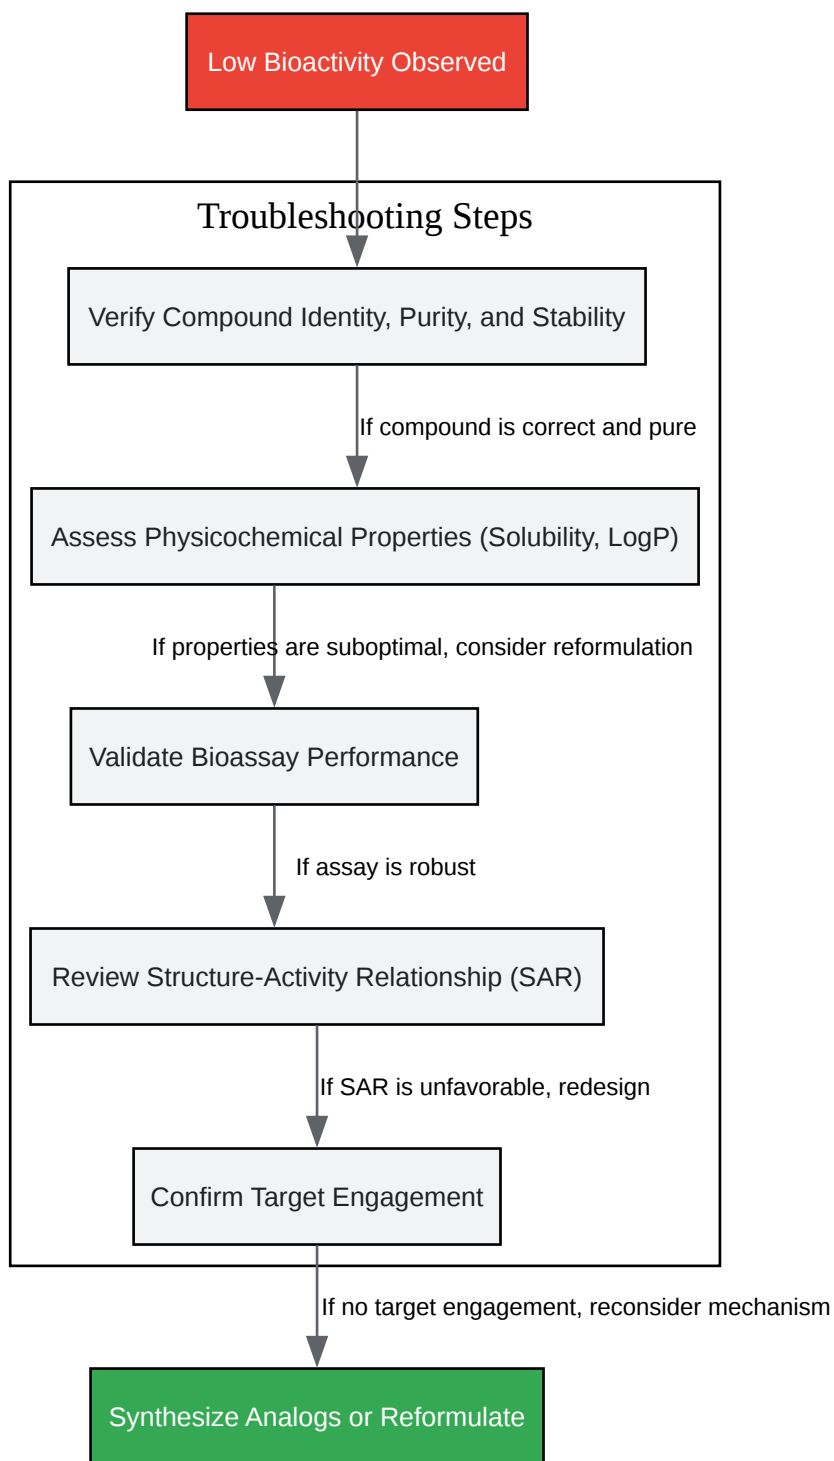 Low Bioactivity Observed
Troubleshooting Steps
Verify Compound Identity, Purity, and Stability
If compound is correct and pure
Assess Physicochemical Properties (Solubility, LogP)
If properties are suboptimal, consider reformulation
Validate Bioassay Performance
If assay is robust
Review Structure-Activity Relationship (SAR)
If SAR is unfavorable, redesign
Confirm Target Engagement
If no target engagement, reconsider mechanism
Synthesize Analogs or Reformulate